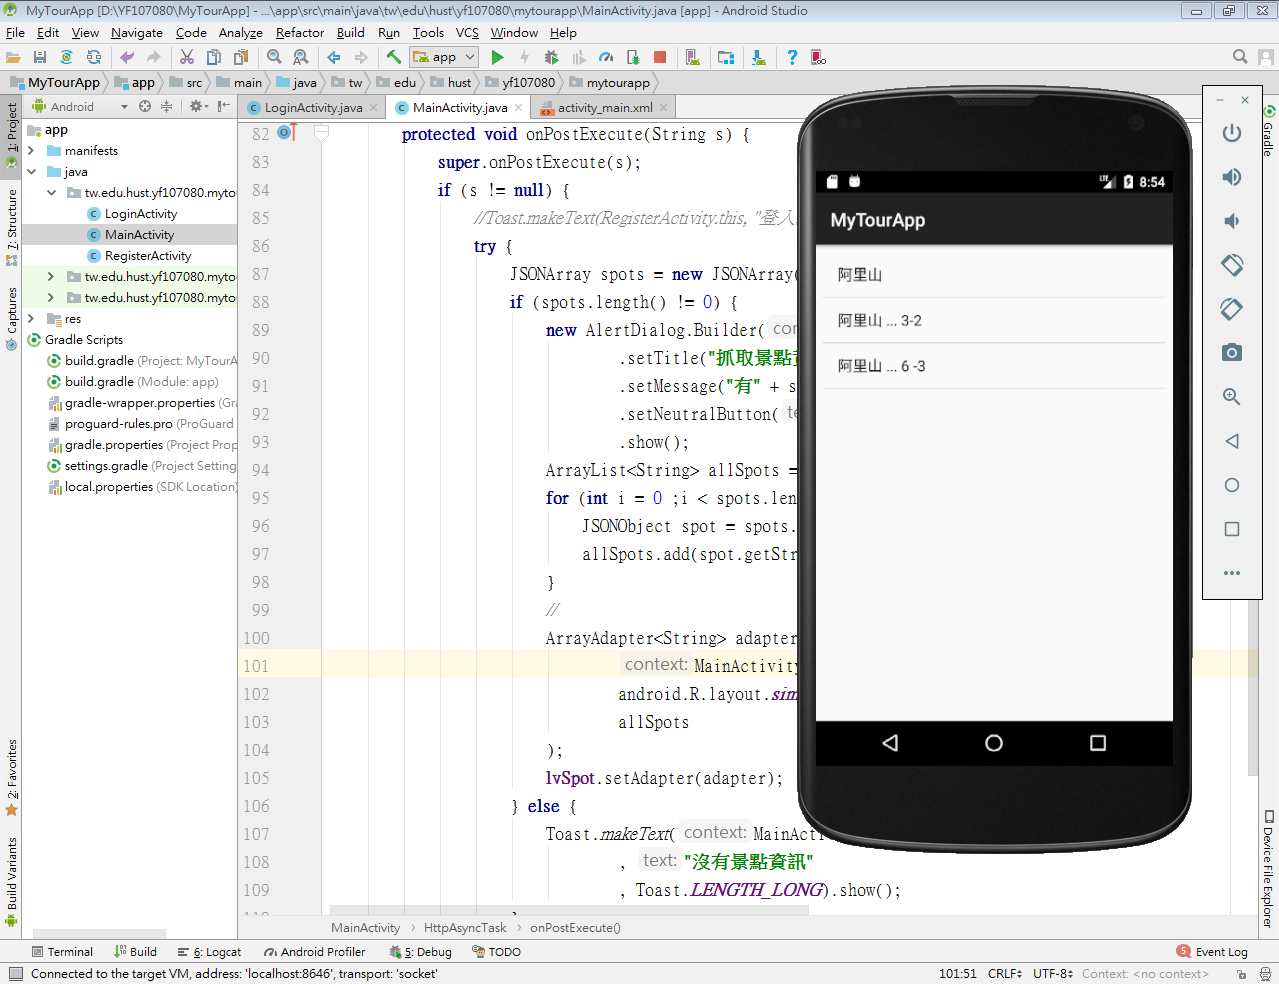 MyTourApp [D:\YF107080\MyTourApp] - ...\app\src\main\java\tw\edu\hust\yf107080\mytourapp\MainActivity.java [app] - Android Studio
File Edit View Navigate Code Analyze Refactor Build Run Tools VCS Window Help
app
MyTourApp app src main java tw edu hust yf107080 mytourapp
Android
LoginActivity.java MainActivity.java activity_main.xml
1: Project
7: Structure
Captures
2: Favorites
Build Variants
app
manifests
java
tw.edu.hust.yf107080.myto
LoginActivity
MainActivity
RegisterActivity
tw.edu.hust.yf107080.myto
tw.edu.hust.yf107080.myto
res
Gradle Scripts
build.gradle (Project: MyTourA
build.gradle (Module: app)
gradle-wrapper.properties (Gr
proguard-rules.pro (ProGuard
gradle.properties (Project Prop
settings.gradle (Project Setting
local.properties (SDK Location)
82 protected void onPostExecute(String s) {
83 super.onPostExecute(s);
84 if (s != null) {
85 //Toast.makeText(RegisterActivity.this, "登入
86 try {
87 JSONArray spots = new JSONArray(
88 if (spots.length() != 0) {
89 new AlertDialog.Builder( con
90 .setTitle("抓取景點
91 .setMessage("有" + s
92 .setNeutralButton( te
93 .show();
94 ArrayList<String> allSpots =
95 for (int i = 0 ;i < spots.len
96 JSONObject spot = spots.
97 allSpots.add(spot.getStr
98 }
99 //
100 ArrayAdapter<String> adapter
101 context: MainActivity
102 android.R.layout.sim
103 allSpots
104 );
105 lvSpot.setAdapter(adapter);
106 } else {
107 Toast.makeText( context: MainActi
108 , text: "沒有景點資訊"
109 , Toast.LENGTH_LONG).show();
110 }
MainActivity HttpAsyncTask onPostExecute()
LTE 8:54
MyTourApp
阿里山
阿里山 ... 3-2
阿里山 ... 6 -3
Gradle
Device File Explorer
Terminal Build 6: Logcat Android Profiler 5: Debug TODO 5 Event Log
Connected to the target VM, address: 'localhost:8646', transport: 'socket' 101:51 CRLF UTF-8 Context: <no context>